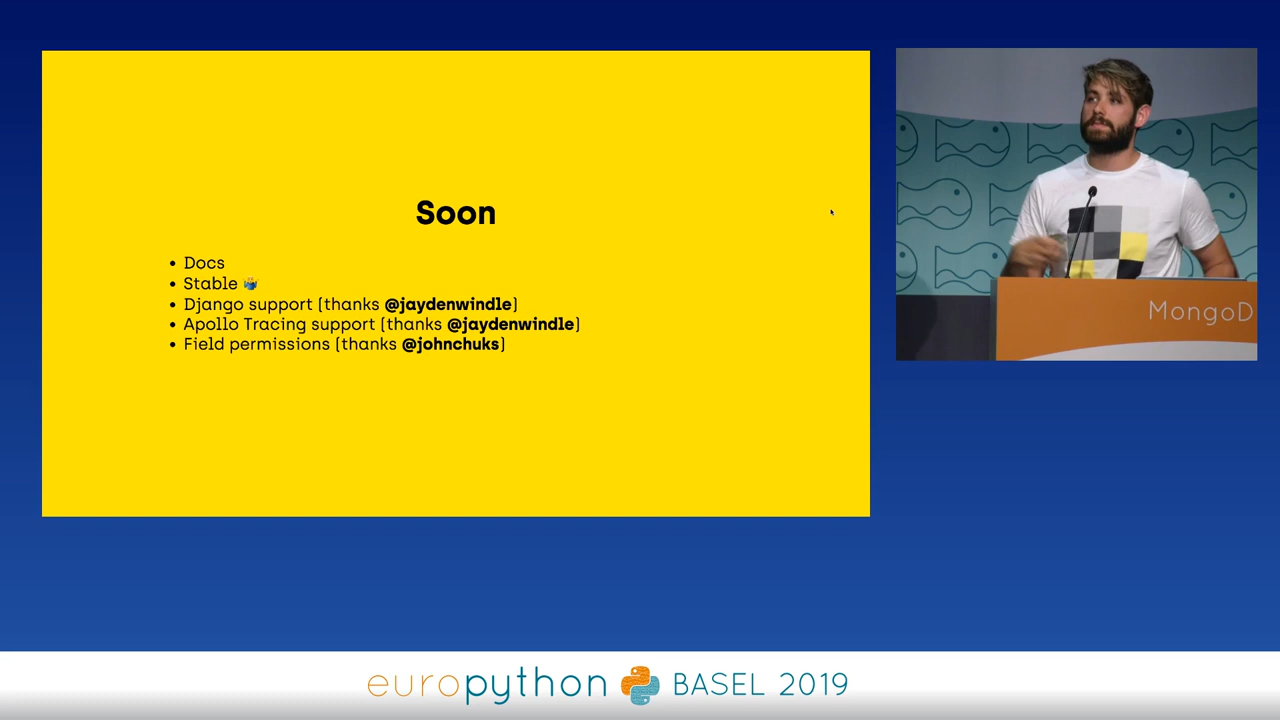 Soon
• Docs
• Stable 🤷
• Django support (thanks @jaydenwindle)
• Apollo Tracing support (thanks @jaydenwindle)
• Field permissions (thanks @johnchuks)
MongoD
europython BASEL 2019